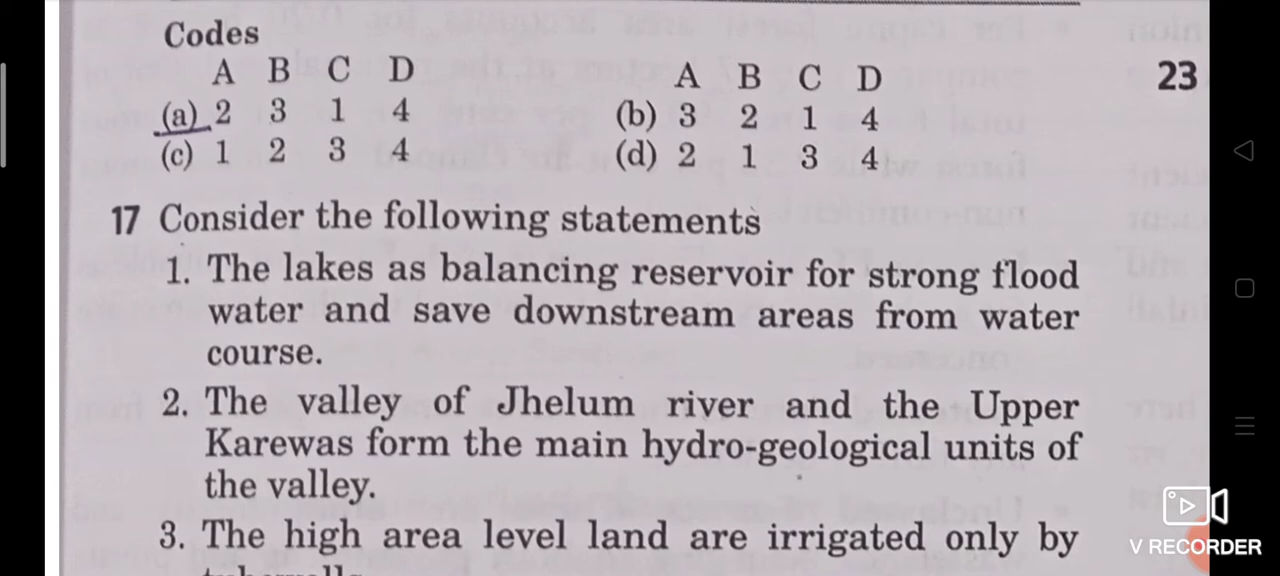 Codes
A B C D
(a) 2 3 1 4
(c) 1 2 3 4
A B C D
(b) 3 2 1 4
(d) 2 1 3 4
23
17 Consider the following statements
1. The lakes as balancing reservoir for strong flood
water and save downstream areas from water
course.
2. The valley of Jhelum river and the Upper
Karewas form the main hydro-geological units of
the valley.
3. The high area level land are irrigated only by
V RECORDER